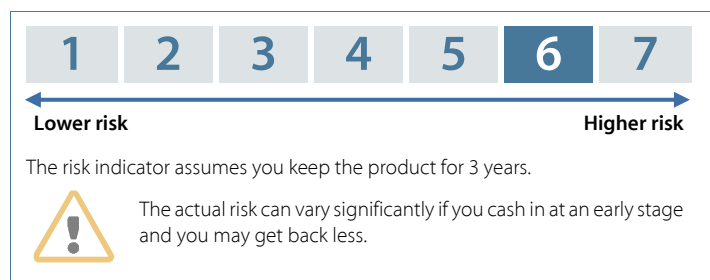 1 2 3 4 5 6 7
Lower risk Higher risk
The risk indicator assumes you keep the product for 3 years.
The actual risk can vary significantly if you cash in at an early stage
and you may get back less.